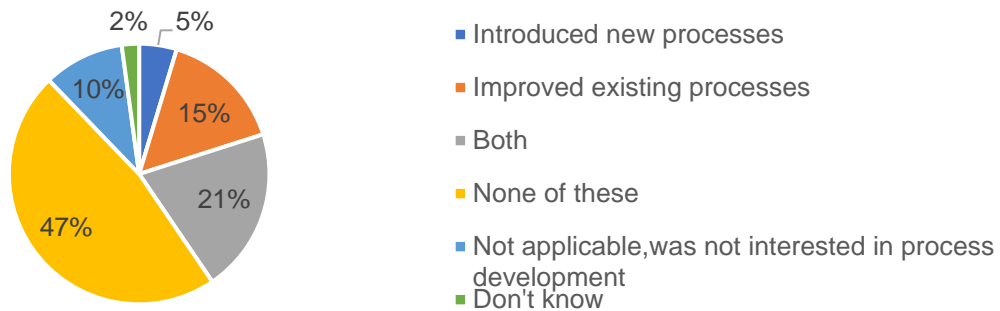 2%
5%
10%
15%
21%
47%
Introduced new processes
Improved existing processes
Both
None of these
Not applicable,was not interested in process
development
Don't know